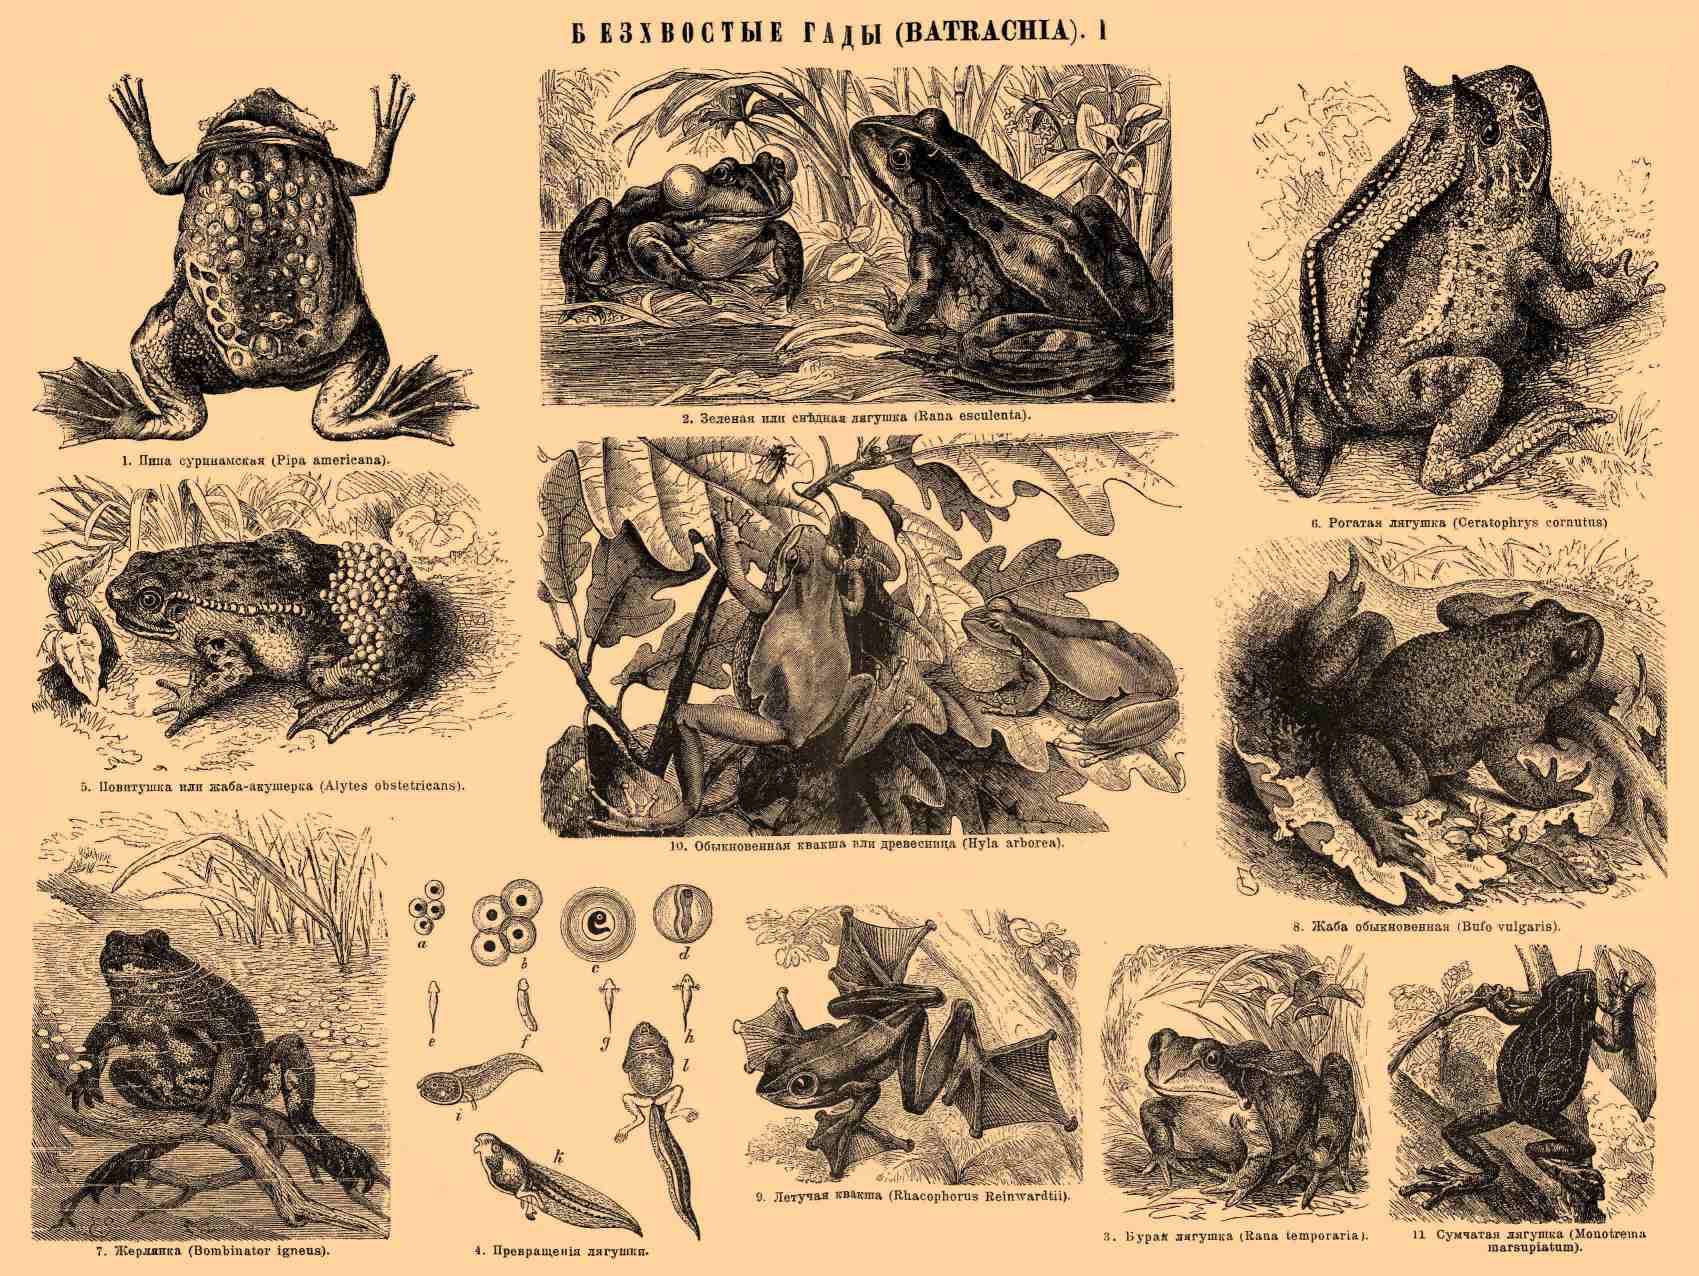 БЕЗХВОСТЫЕ ГАДЫ (BATRACHIA). I
1. Пипа суринамская (Pipa americana).
2. Зеленая или снѣдная лягушка (Rana esculenta).
6. Рогатая лягушка (Ceratophrys cornutus)
5. Повитушка или жаба-акушерка (Alytes obstetricans).
10. Обыкновенная квакша или древесница (Hyla arborea).
8. Жаба обыкновенная (Bufo vulgaris).
a
b
c
d
e
f
g
h
i
k
l
7. Жерлянка (Bombinator igneus).
4. Превращенія лягушки.
9. Летучая квакша (Rhacophorus Reinwardtii).
3. Бурая лягушка (Rana temporaria).
11 Сумчатая лягушка (Monotrema
marsupiatum).